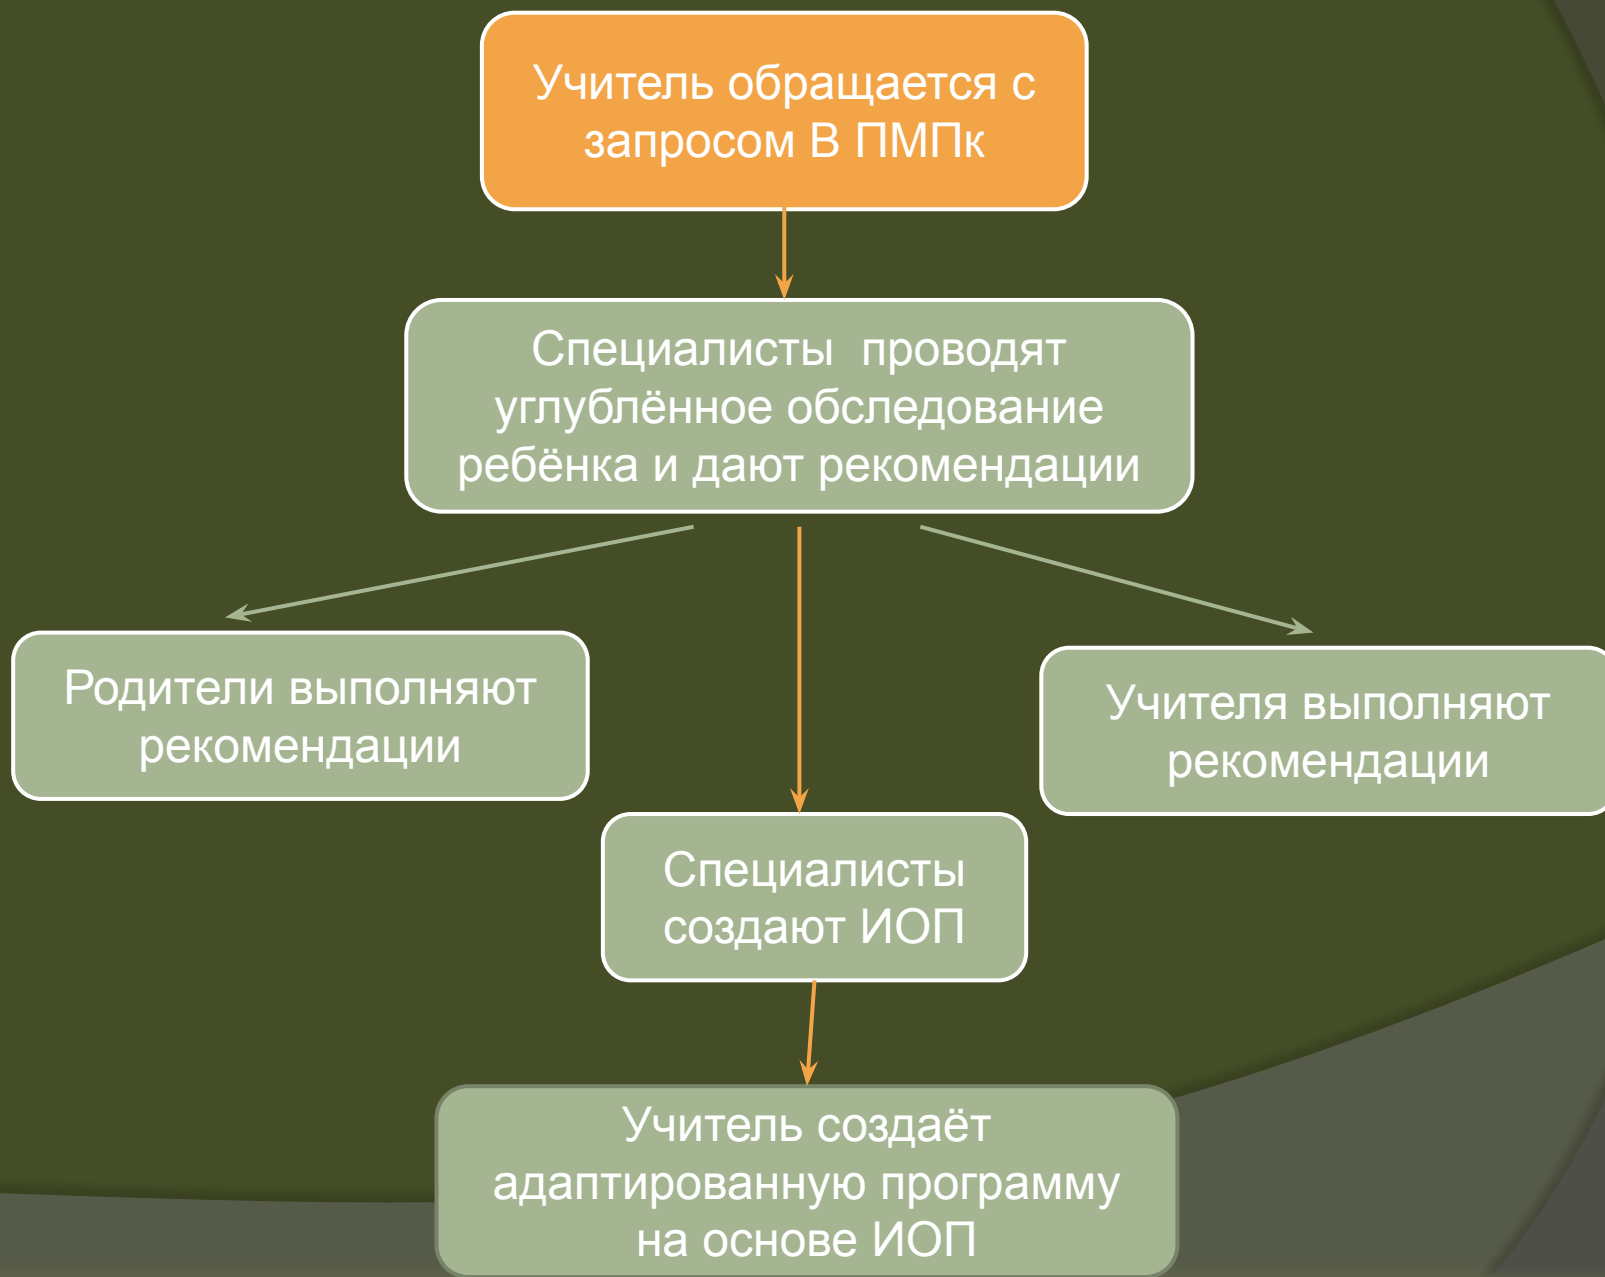 Учитель обращается с
запросом В ПМПк
Специалисты проводят
углублённое обследование
ребёнка и дают рекомендации
Родители выполняют
рекомендации
Учителя выполняют
рекомендации
Специалисты
создают ИОП
Учитель создаёт
адаптированную программу
на основе ИОП